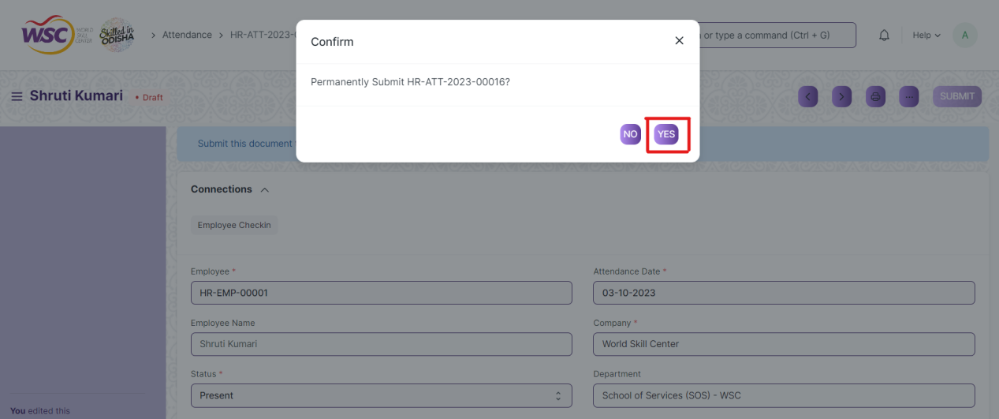 WSC WORLD SKILL CENTER Skilled in ODISHA > Attendance > HR-ATT-2023- or type a command (Ctrl + G) Help A
Confirm
Permanently Submit HR-ATT-2023-00016?
NO YES
Shruti Kumari • Draft SUBMIT
Submit this document
Connections
Employee Checkin
Employee *
HR-EMP-00001
Attendance Date *
03-10-2023
Employee Name
Shruti Kumari
Company *
World Skill Center
Status *
Present
Department
School of Services (SOS) - WSC
You edited this